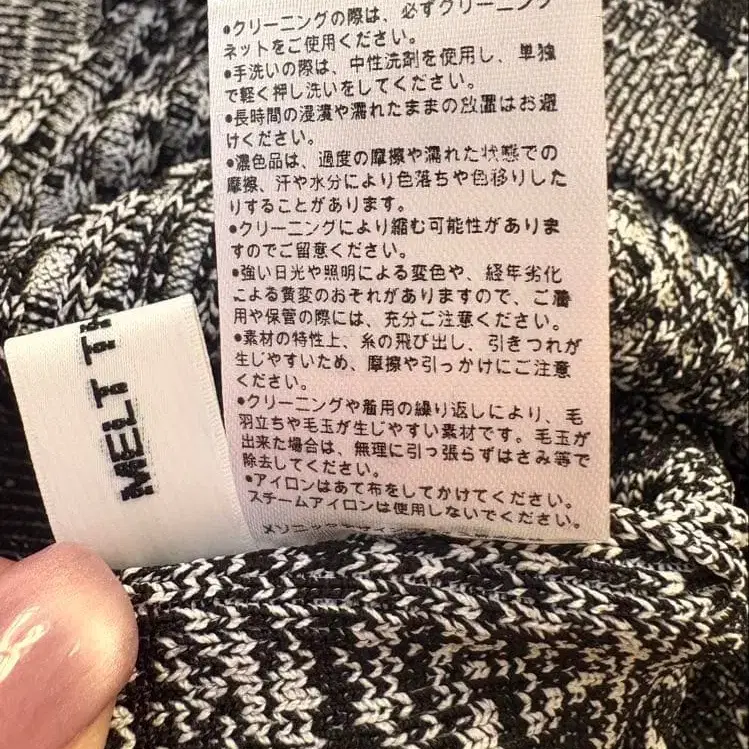 ●クリーニングの際は、必ずクリーニング
ネットをご使用ください。
●手洗いの際は、中性洗剤を使用し、単独
で軽く押し洗いをしてください。
●長時間の浸漬や濡れたままの放置はお避
けください。
●濃色品は、過度の摩擦や濡れた状態での
摩擦、汗や水分により色落ちや色移りした
りすることがあります。
●クリーニングにより縮む可能性がありま
すのでご留意ください。
●強い日光や照明による変色や、経年劣化
による黄変のおそれがありますので、ご着
用や保管の際には、充分ご注意ください。
●素材の特性上、糸の飛び出し、引きつれが
生じやすいため、摩擦や引っかけにご注意
ください。
●クリーニングや着用の繰り返しにより、毛
羽立ちや毛玉が生じやすい素材です。毛玉が
出来た場合は、無理に引っ張らずはさみ等で
除去してください。
●アイロンはあて布をしてかけてください。
スチームアイロンは使用しないでください。
MELT